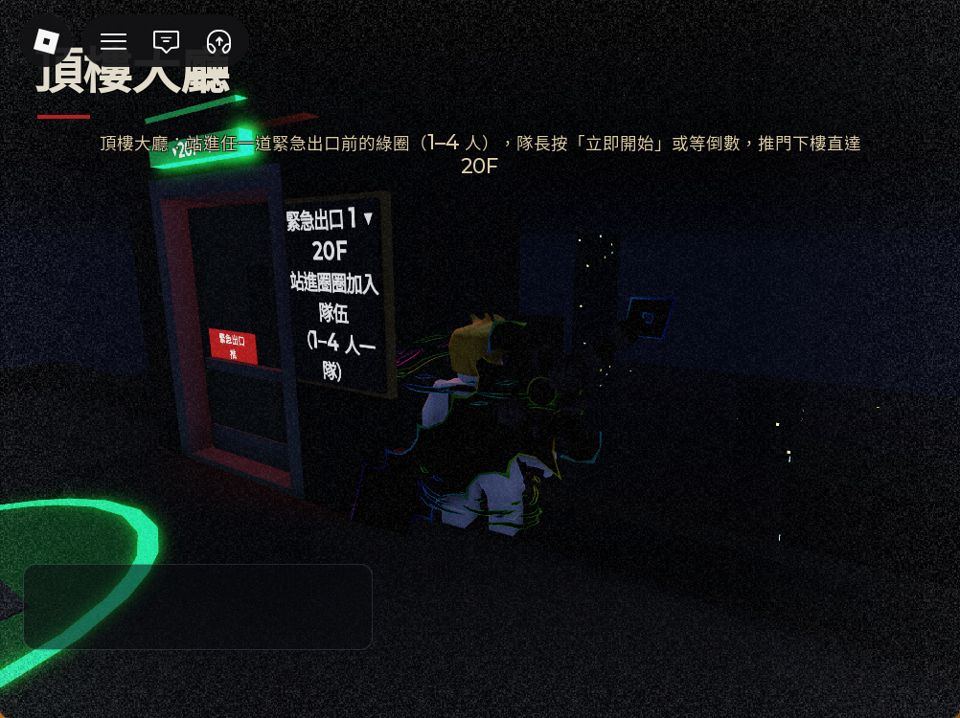 頂樓大廳
頂樓大廳：站進任一道緊急出口前的綠圈（1–4 人），隊長按「立即開始」或等倒數，推門下樓直達
20F
▼20F
緊急出口 1 ▼
20F
站進圈圈加入
隊伍
（1–4 人一
隊）
緊急出口
推